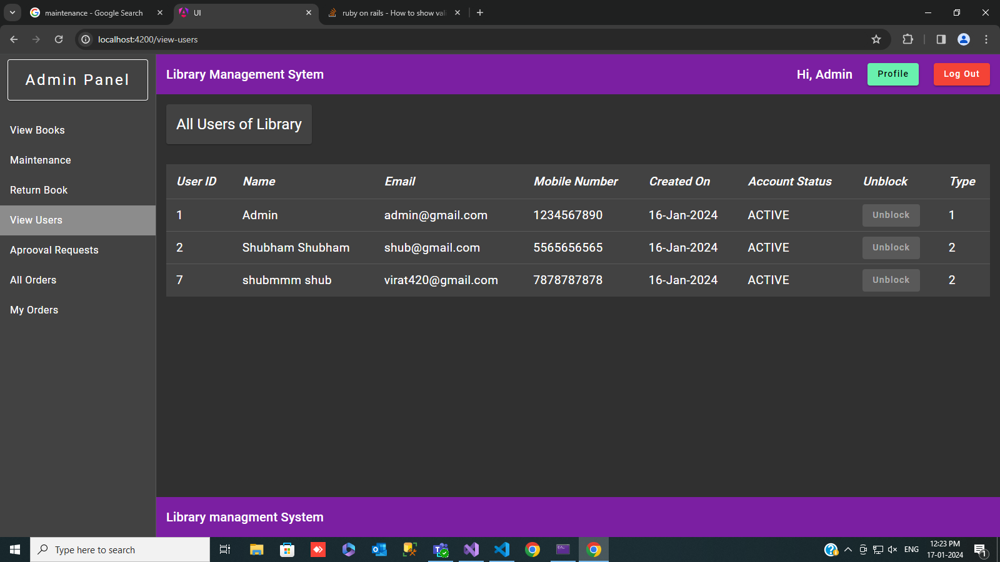 maintenance - Google Search
UI
ruby on rails - How to show vali
localhost:4200/view-users
Admin Panel
Library Management Sytem
Hi, Admin
Profile
Log Out
View Books
Maintenance
Return Book
View Users
Aprooval Requests
All Orders
My Orders
All Users of Library
User ID Name Email Mobile Number Created On Account Status Unblock Type
1 Admin admin@gmail.com 1234567890 16-Jan-2024 ACTIVE Unblock 1
2 Shubham Shubham shub@gmail.com 5565656565 16-Jan-2024 ACTIVE Unblock 2
7 shubmmm shub virat420@gmail.com 7878787878 16-Jan-2024 ACTIVE Unblock 2
Library managment System
Type here to search
ENG
12:23 PM
17-01-2024
1